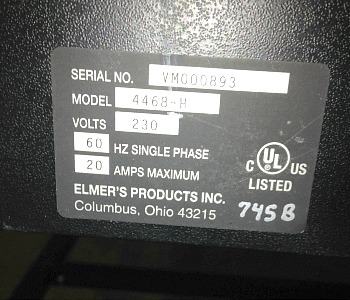 SERIAL NO. VM000893
MODEL 4468-H
VOLTS 230
60 HZ SINGLE PHASE
20 AMPS MAXIMUM
C UL US
LISTED
ELMER'S PRODUCTS INC.
Columbus, Ohio 43215
745B